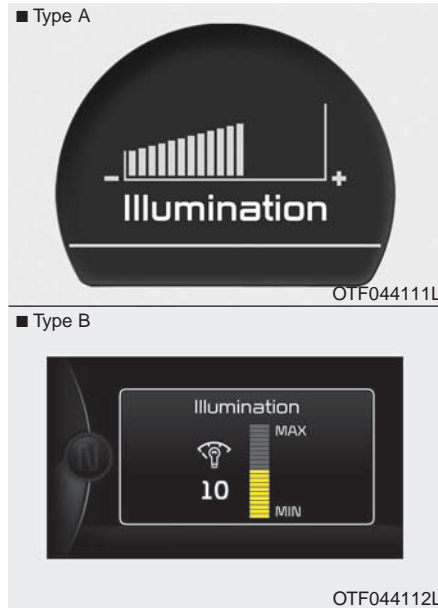 ■ Type A
- +
Illumination
OTF044111L
■ Type B
Illumination
MAX
10
MIN
OTF044112L